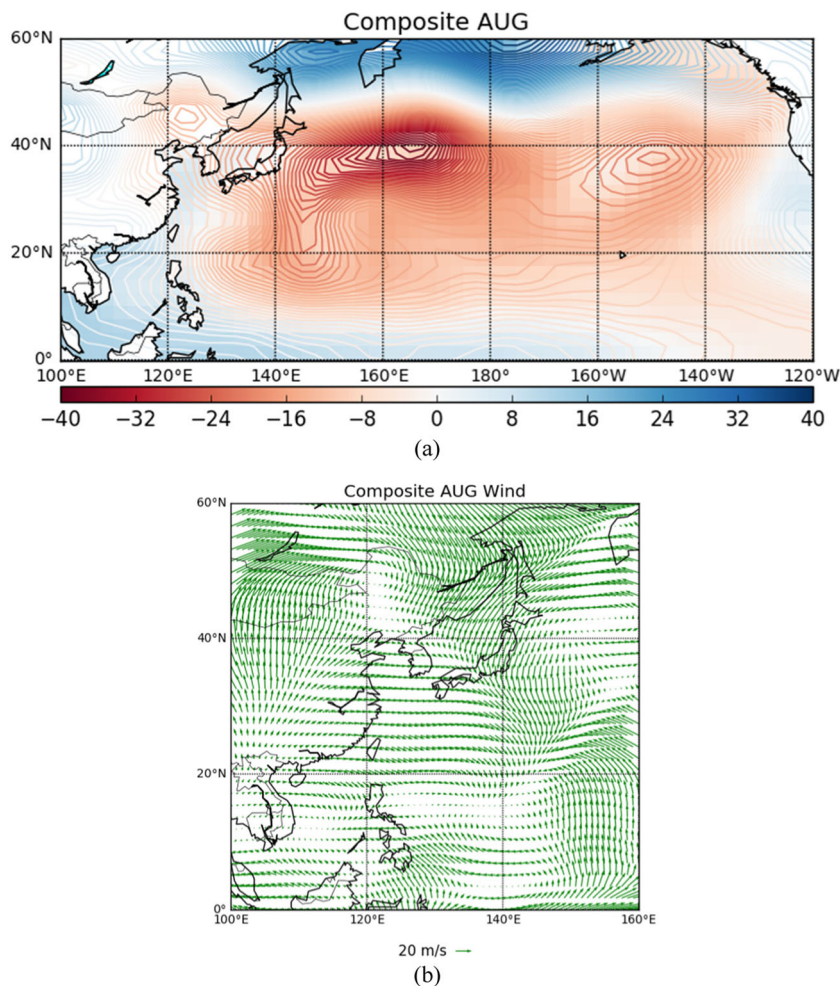 Composite AUG
60°N
40°N
20°N
0°
100°E 120°E 140°E 160°E 180° 160°W 140°W 120°W
−40 −32 −24 −16 −8 0 8 16 24 32 40
(a)
Composite AUG Wind
60°N
40°N
20°N
0°
100°E 120°E 140°E 160°E
20 m/s
(b)